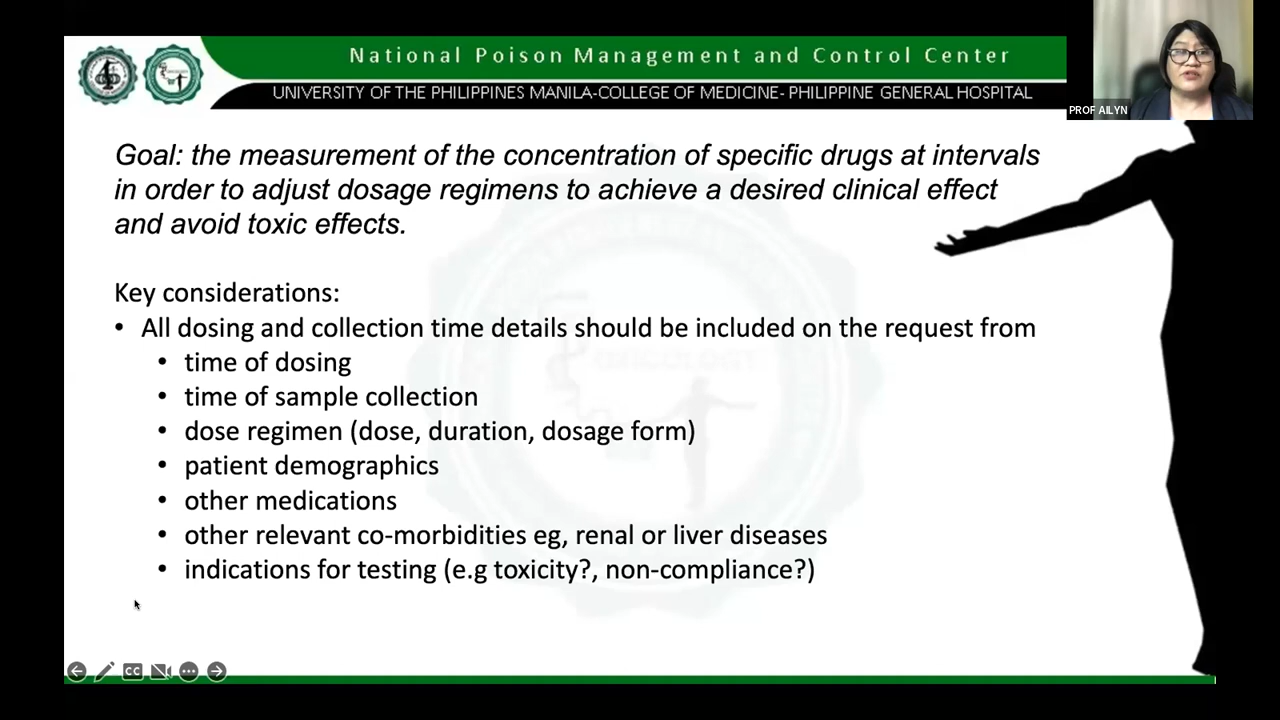 National Poison Management and Control Center
UNIVERSITY OF THE PHILIPPINES MANILA-COLLEGE OF MEDICINE- PHILIPPINE GENERAL HOSPITAL
PROF AILYN
Goal: the measurement of the concentration of specific drugs at intervals
in order to adjust dosage regimens to achieve a desired clinical effect
and avoid toxic effects.
Key considerations:
• All dosing and collection time details should be included on the request from
• time of dosing
• time of sample collection
• dose regimen (dose, duration, dosage form)
• patient demographics
• other medications
• other relevant co-morbidities eg, renal or liver diseases
• indications for testing (e.g toxicity?, non-compliance?)
CC